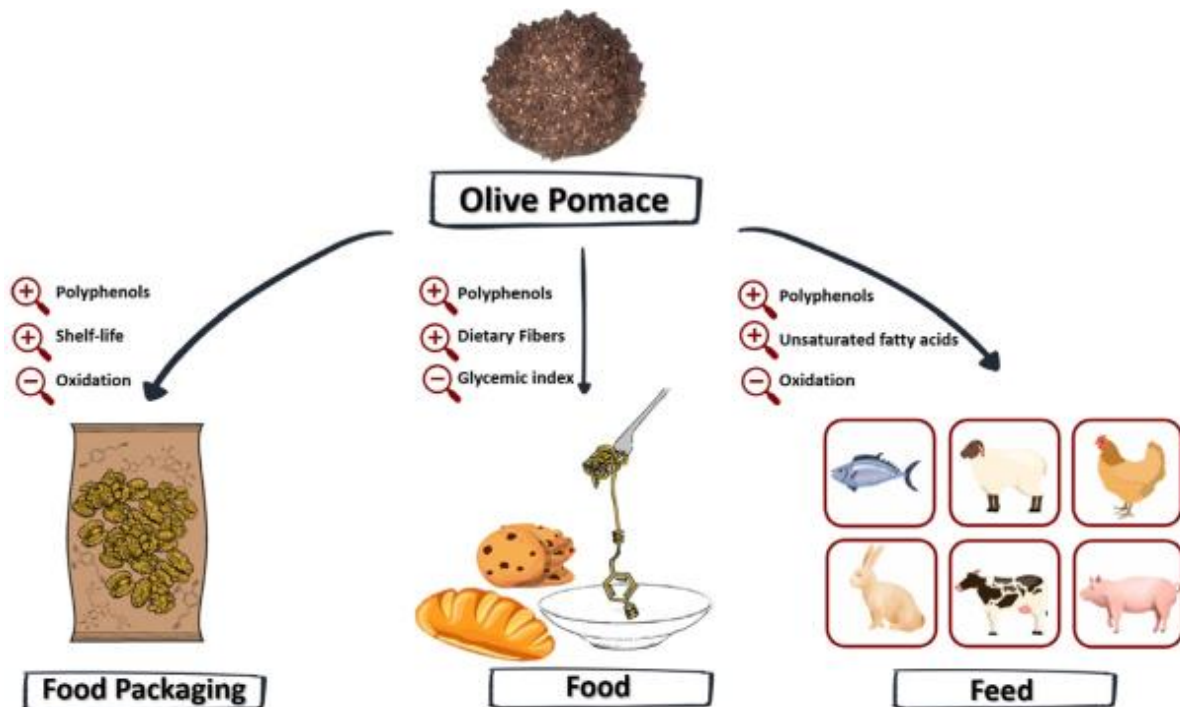 Olive Pomace
Polyphenols
Shelf-life
Oxidation
Polyphenols
Dietary Fibers
Glycemic index
Polyphenols
Unsaturated fatty acids
Oxidation
Food Packaging
Food
Feed